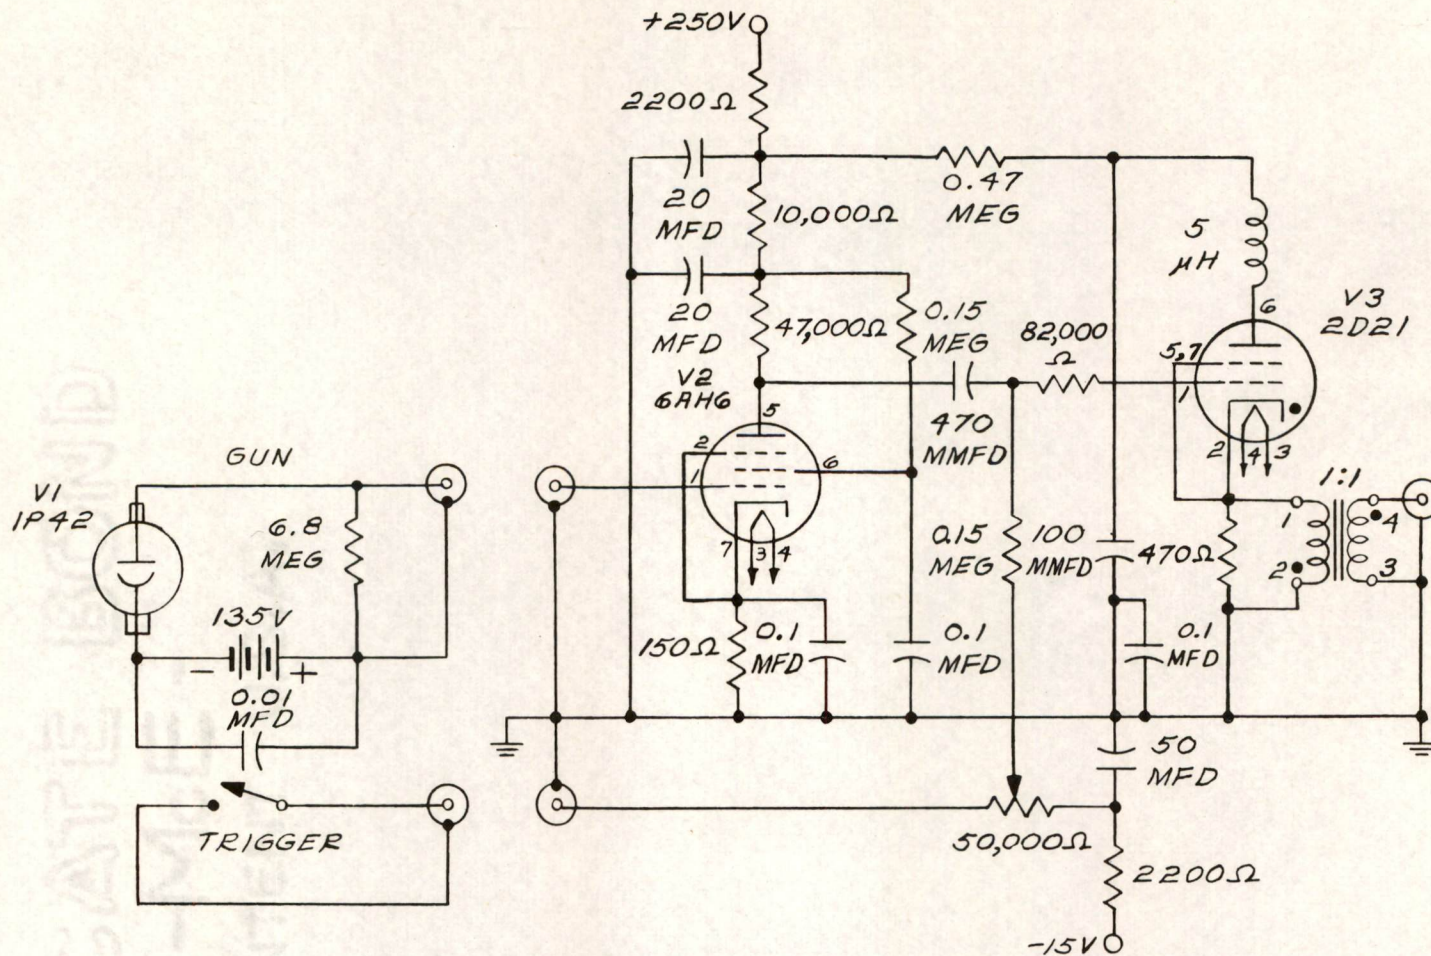 +250V
2200Ω
20
MFD
10,000Ω
0.47
MEG
5
μH
6
V3
2D21
20
MFD
47,000Ω
0.15
MEG
82,000
Ω
5,7
1
V2
6AH6
5
470
MMFD
2
4
3
2
1
6
GUN
V1
1P42
6.8
MEG
7
3
4
0.15
MEG
100
MMFD
470Ω
1:1
1
4
2
3
135V
-
+
0.01
MFD
150Ω
0.1
MFD
0.1
MFD
0.1
MFD
50
MFD
TRIGGER
50,000Ω
2200Ω
-15V